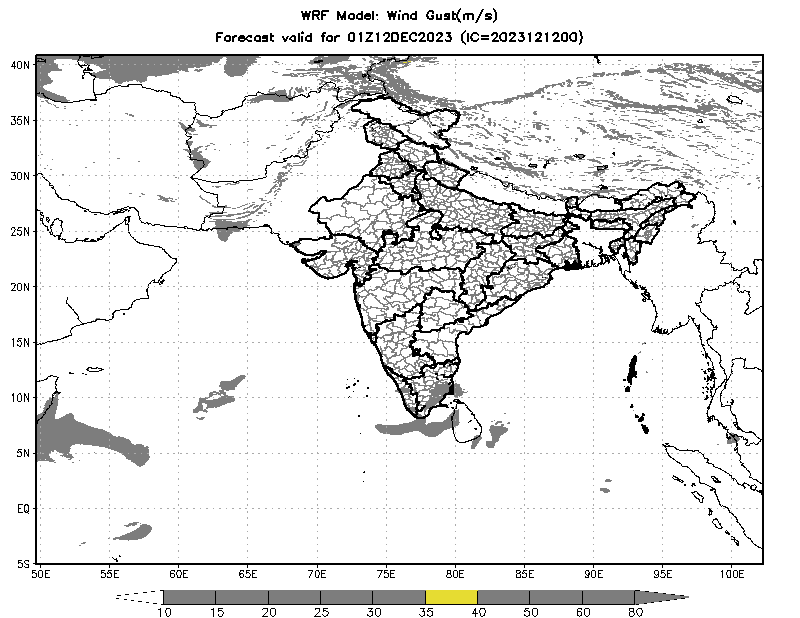 WRF Model: Wind Gust(m/s)
Forecast valid for 01Z12DEC2023 (IC=2023121200)
40N
35N
30N
25N
20N
15N
10N
5N
EQ
5S
50E 55E 60E 65E 70E 75E 80E 85E 90E 95E 100E
10 15 20 25 30 35 40 50 60 80